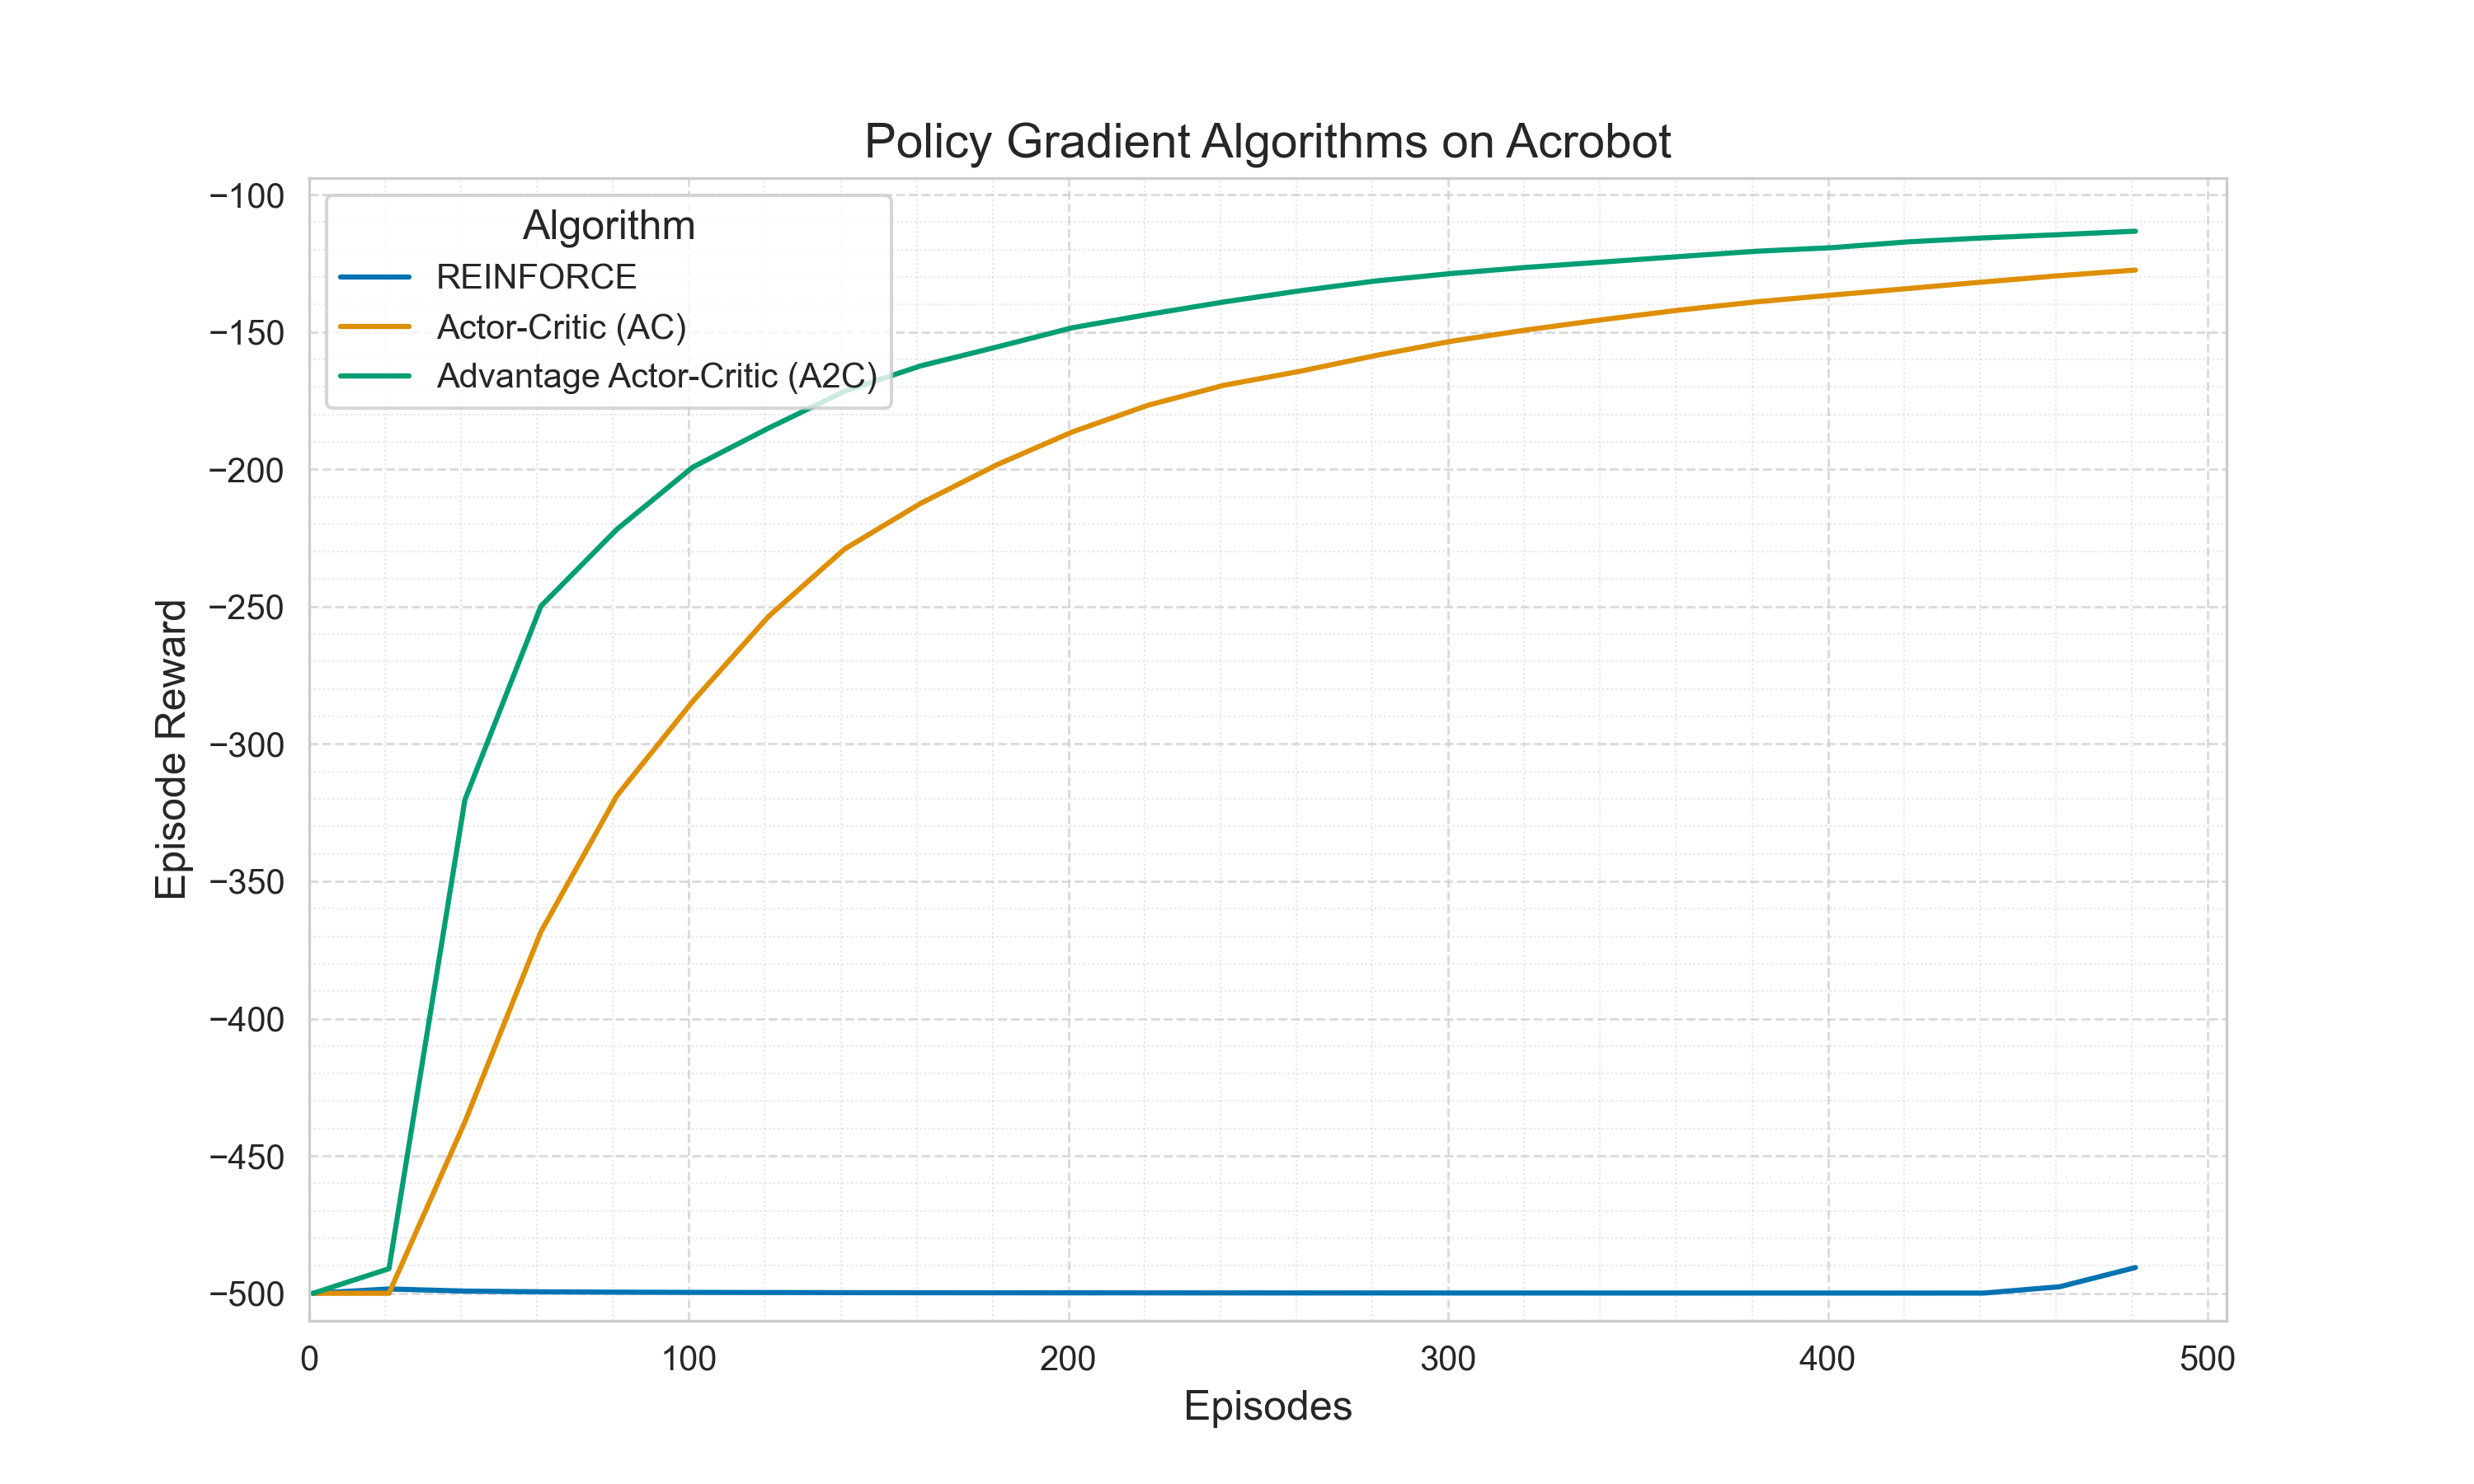 Policy Gradient Algorithms on Acrobot
Algorithm
REINFORCE
Actor-Critic (AC)
Advantage Actor-Critic (A2C)
Episode Reward
−100
−150
−200
−250
−300
−350
−400
−450
−500
0 100 200 300 400 500
Episodes